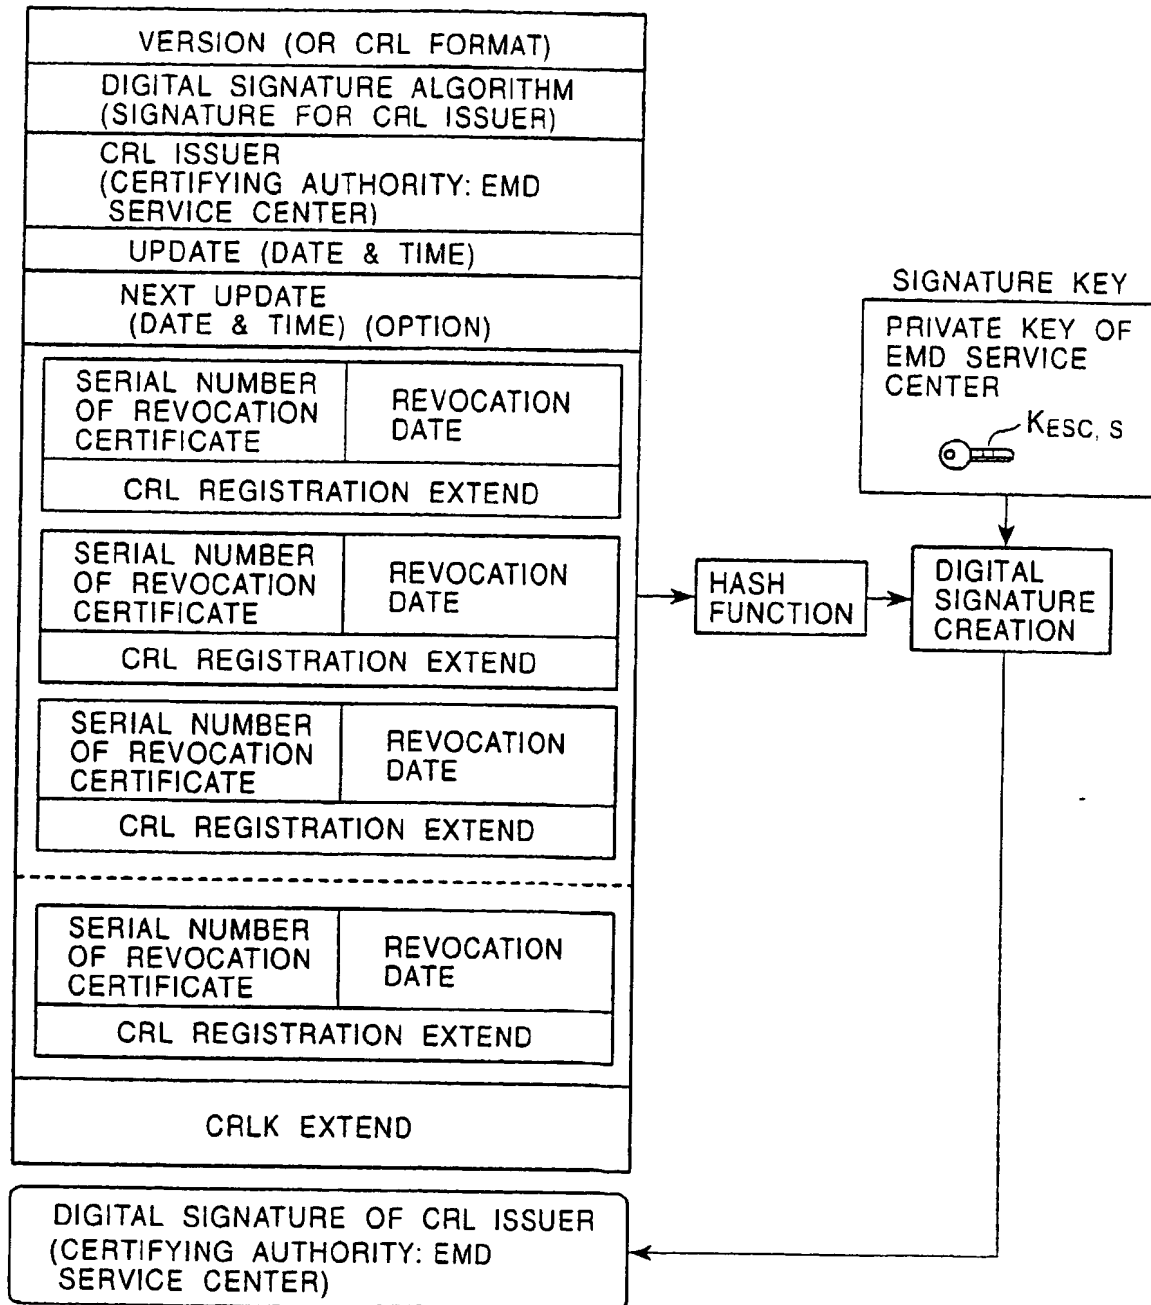 VERSION (OR CRL FORMAT)
DIGITAL SIGNATURE ALGORITHM
(SIGNATURE FOR CRL ISSUER)
CRL ISSUER
(CERTIFYING AUTHORITY: EMD
SERVICE CENTER)
UPDATE (DATE & TIME)
NEXT UPDATE
(DATE & TIME) (OPTION)
SERIAL NUMBER
OF REVOCATION
CERTIFICATE
REVOCATION
DATE
CRL REGISTRATION EXTEND
SERIAL NUMBER
OF REVOCATION
CERTIFICATE
REVOCATION
DATE
CRL REGISTRATION EXTEND
SERIAL NUMBER
OF REVOCATION
CERTIFICATE
REVOCATION
DATE
CRL REGISTRATION EXTEND
SERIAL NUMBER
OF REVOCATION
CERTIFICATE
REVOCATION
DATE
CRL REGISTRATION EXTEND
CRLK EXTEND
HASH
FUNCTION
SIGNATURE KEY
PRIVATE KEY OF
EMD SERVICE
CENTER
KESC, S
DIGITAL
SIGNATURE
CREATION
DIGITAL SIGNATURE OF CRL ISSUER
(CERTIFYING AUTHORITY: EMD
SERVICE CENTER)